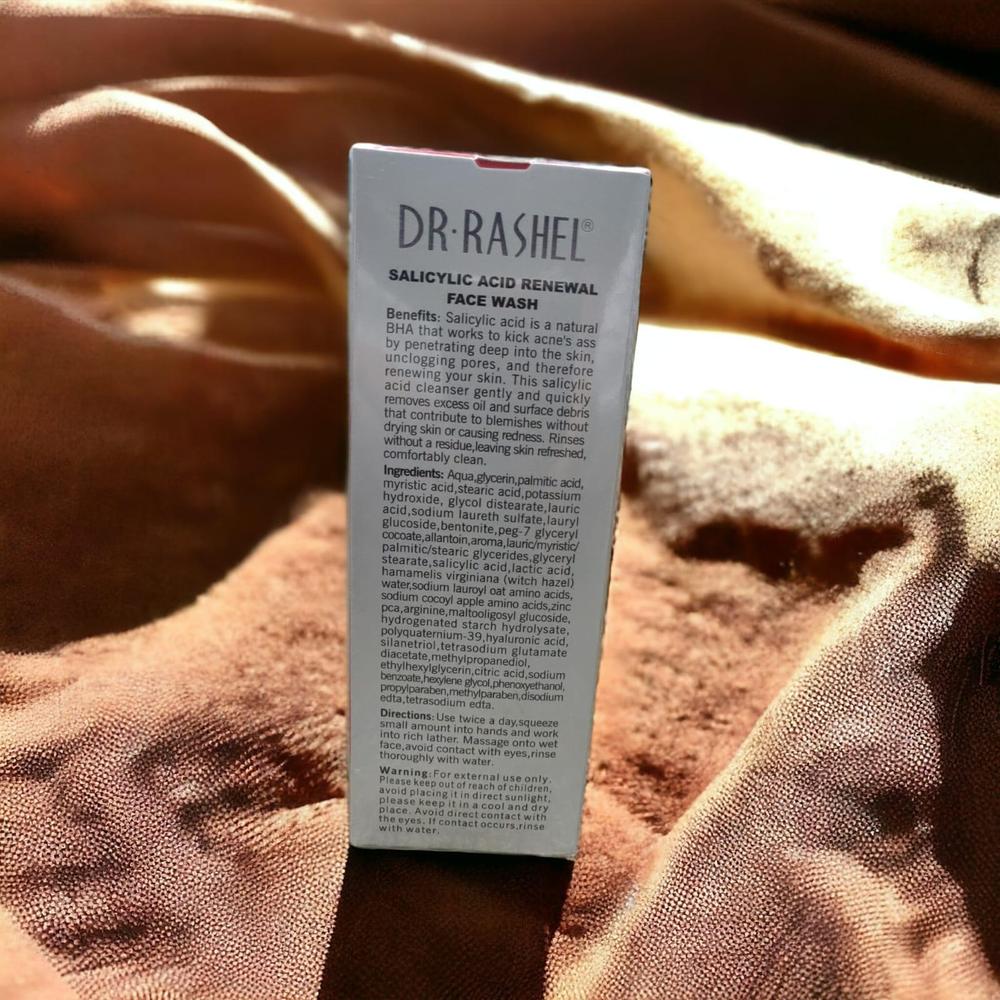 DR·RASHEL®
SALICYLIC ACID RENEWAL
FACE WASH
Benefits: Salicylic acid is a natural
BHA that works to kick acne's ass
by penetrating deep into the skin,
unclogging pores, and therefore
renewing your skin. This salicylic
acid cleanser gently and quickly
removes excess oil and surface debris
that contribute to blemishes without
drying skin or causing redness. Rinses
without a residue,leaving skin refreshed,
comfortably clean.
Ingredients: Aqua,glycerin,palmitic acid,
myristic acid,stearic acid,potassium
hydroxide, glycol distearate,lauric
acid,sodium laureth sulfate,lauryl
glucoside,bentonite,peg-7 glyceryl
cocoate,allantoin,aroma,lauric/myristic/
palmitic/stearic glycerides,glyceryl
stearate,salicylic acid,lactic acid,
hamamelis virginiana (witch hazel)
water,sodium lauroyl oat amino acids,
sodium cocoyl apple amino acids,zinc
pca,arginine,maltooligosyl glucoside,
hydrogenated starch hydrolysate,
polyquaternium-39,hyaluronic acid,
silanetriol,tetrasodium glutamate
diacetate,methylpropanediol,
ethylhexylglycerin,citric acid,sodium
benzoate,hexylene glycol,phenoxyethanol,
propylparaben,methylparaben,disodium
edta,tetrasodium edta.
Directions: Use twice a day,squeeze
small amount into hands and work
into rich lather. Massage onto wet
face,avoid contact with eyes,rinse
thoroughly with water.
Warning: For external use only.
Please keep out of reach of children,
avoid placing it in direct sunlight,
please keep it in a cool and dry
place. Avoid direct contact with
the eyes. If contact occurs,rinse
with water.